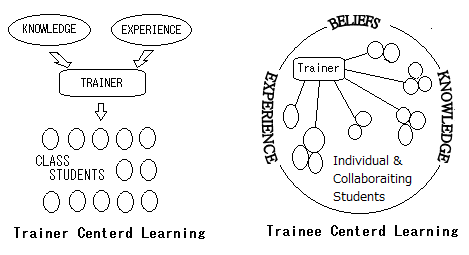 KNOWLEDGE
EXPERIENCE
TRAINER
CLASS
STUDENTS
Trainer Centerd Learning
BELIEFS
EXPERIENCE
KNOWLEDGE
Trainer
Individual &
Collaboraiting
Students
Trainee Centerd Learning